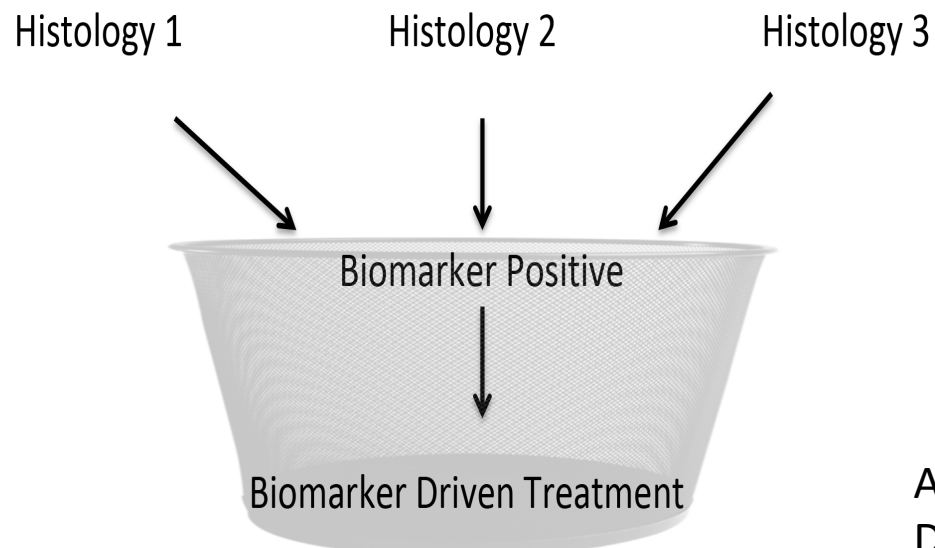 Histology 1 Histology 2 Histology 3
Biomarker Positive
Biomarker Driven Treatment
A
D